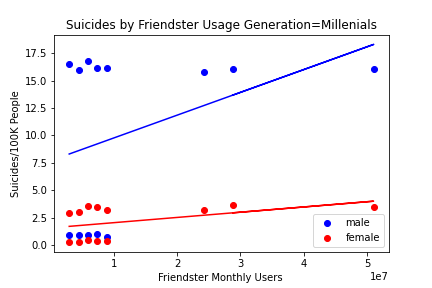 Suicides by Friendster Usage Generation=Millenials
Suicides/100K People
17.5
15.0
12.5
10.0
7.5
5.0
2.5
0.0
male
female
1
2
3
4
5
1e7
Friendster Monthly Users